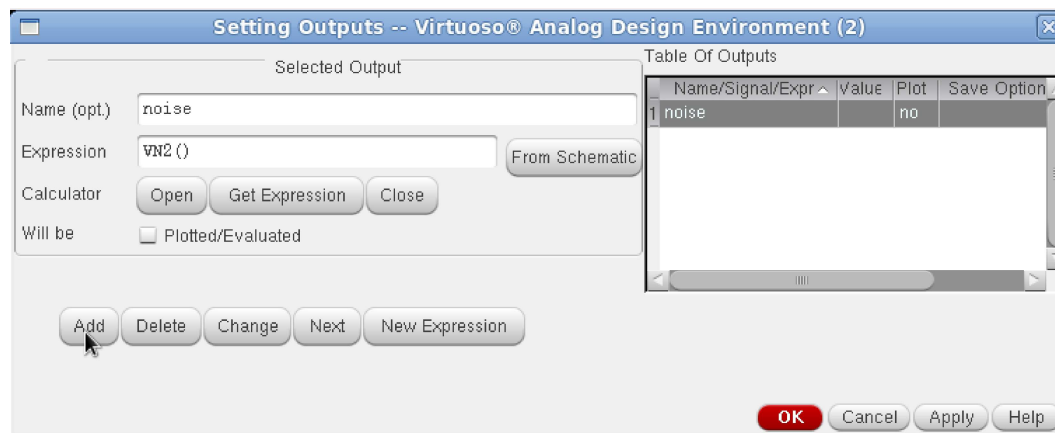 Setting Outputs -- Virtuoso® Analog Design Environment (2)
Selected Output
Name (opt.) noise
Expression VN2() From Schematic
Calculator Open Get Expression Close
Will be Plotted/Evaluated
Table Of Outputs
Name/Signal/Expr Value Plot Save Option
1 noise no
Add Delete Change Next New Expression
OK Cancel Apply Help